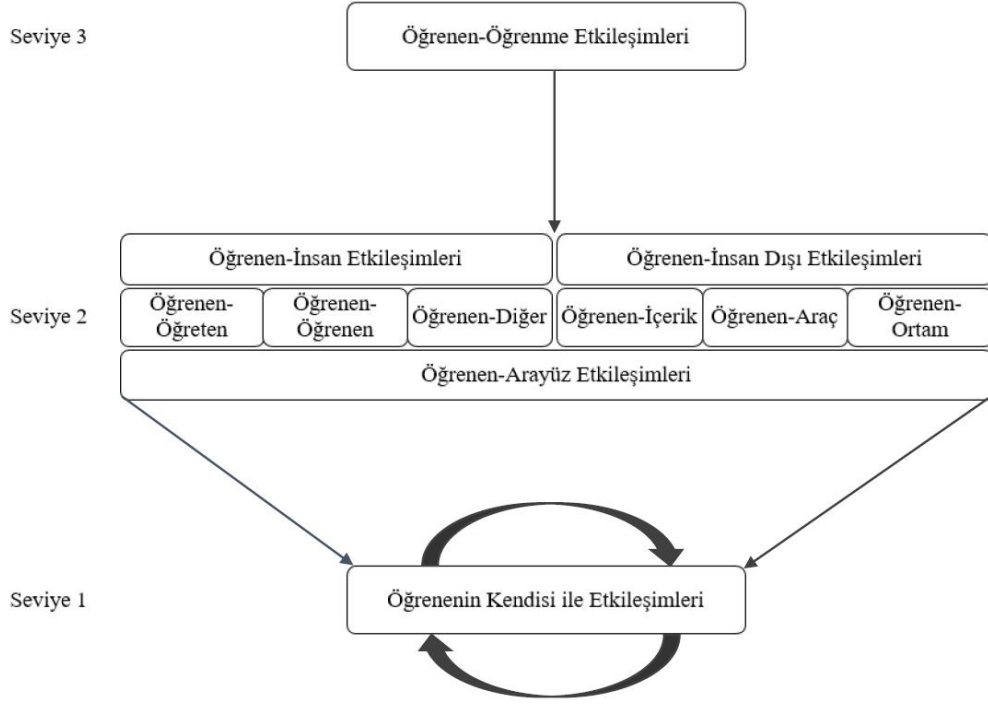 Seviye 3
Öğrenen-Öğrenme Etkileşimleri
Öğrenen-İnsan Etkileşimleri
Öğrenen-İnsan Dışı Etkileşimleri
Seviye 2
Öğrenen-
Öğreten
Öğrenen-
Öğrenen
Öğrenen-Diğer
Öğrenen-İçerik
Öğrenen-Araç
Öğrenen-
Ortam
Öğrenen-Arayüz Etkileşimleri
Seviye 1
Öğrenenin Kendisi ile Etkileşimleri